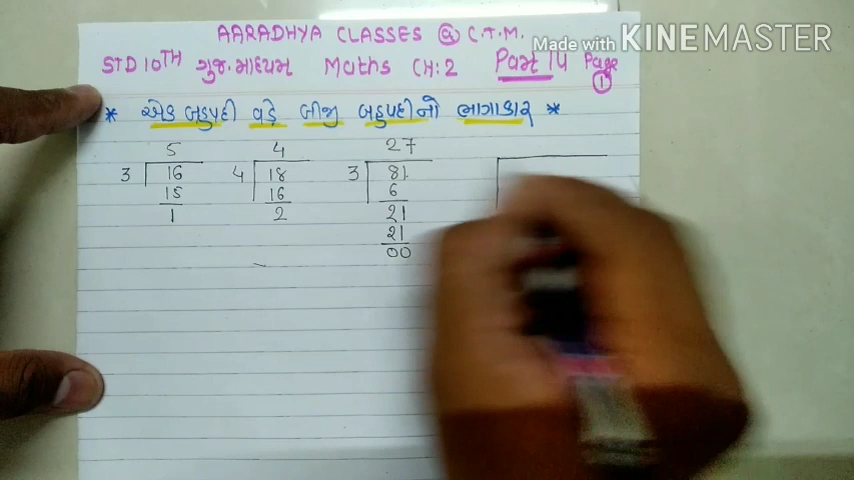 AARADHYA CLASSES @ C.T.M.
Made with KINEMASTER
STD 10TH ગુજ. માધ્યમ Maths CH:2 Part 14 Page 1
* એક બહુપદી વડે બીજી બહુપદીનો ભાગાકાર *
5 4 27
3 16 4 18 3 81
15 16 6
1 2 21
21
00